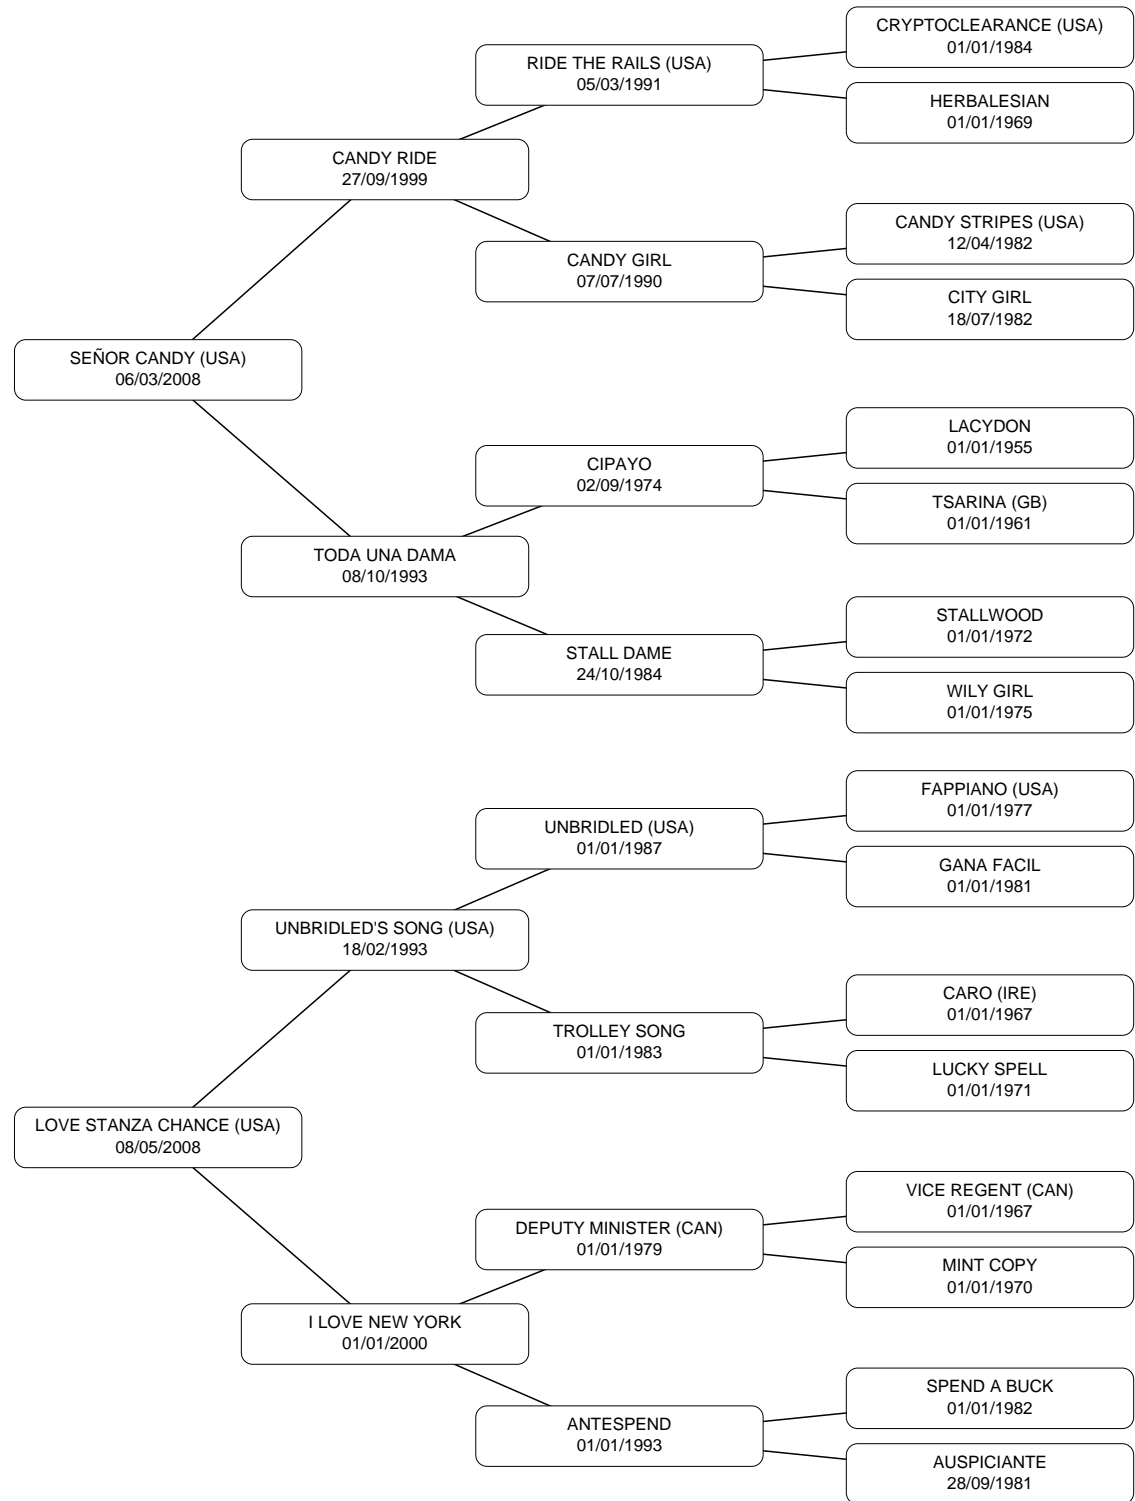 CRYPTOCLEARANCE (USA)
01/01/1984
RIDE THE RAILS (USA)
05/03/1991
HERBALESIAN
01/01/1969
CANDY RIDE
27/09/1999
CANDY STRIPES (USA)
12/04/1982
CANDY GIRL
07/07/1990
CITY GIRL
18/07/1982
SEÑOR CANDY (USA)
06/03/2008
LACYDON
01/01/1955
CIPAYO
02/09/1974
TSARINA (GB)
01/01/1961
TODA UNA DAMA
08/10/1993
STALLWOOD
01/01/1972
STALL DAME
24/10/1984
WILY GIRL
01/01/1975
FAPPIANO (USA)
01/01/1977
UNBRIDLED (USA)
01/01/1987
GANA FACIL
01/01/1981
UNBRIDLED'S SONG (USA)
18/02/1993
CARO (IRE)
01/01/1967
TROLLEY SONG
01/01/1983
LUCKY SPELL
01/01/1971
LOVE STANZA CHANCE (USA)
08/05/2008
VICE REGENT (CAN)
01/01/1967
DEPUTY MINISTER (CAN)
01/01/1979
MINT COPY
01/01/1970
I LOVE NEW YORK
01/01/2000
SPEND A BUCK
01/01/1982
ANTESPEND
01/01/1993
AUSPICIANTE
28/09/1981